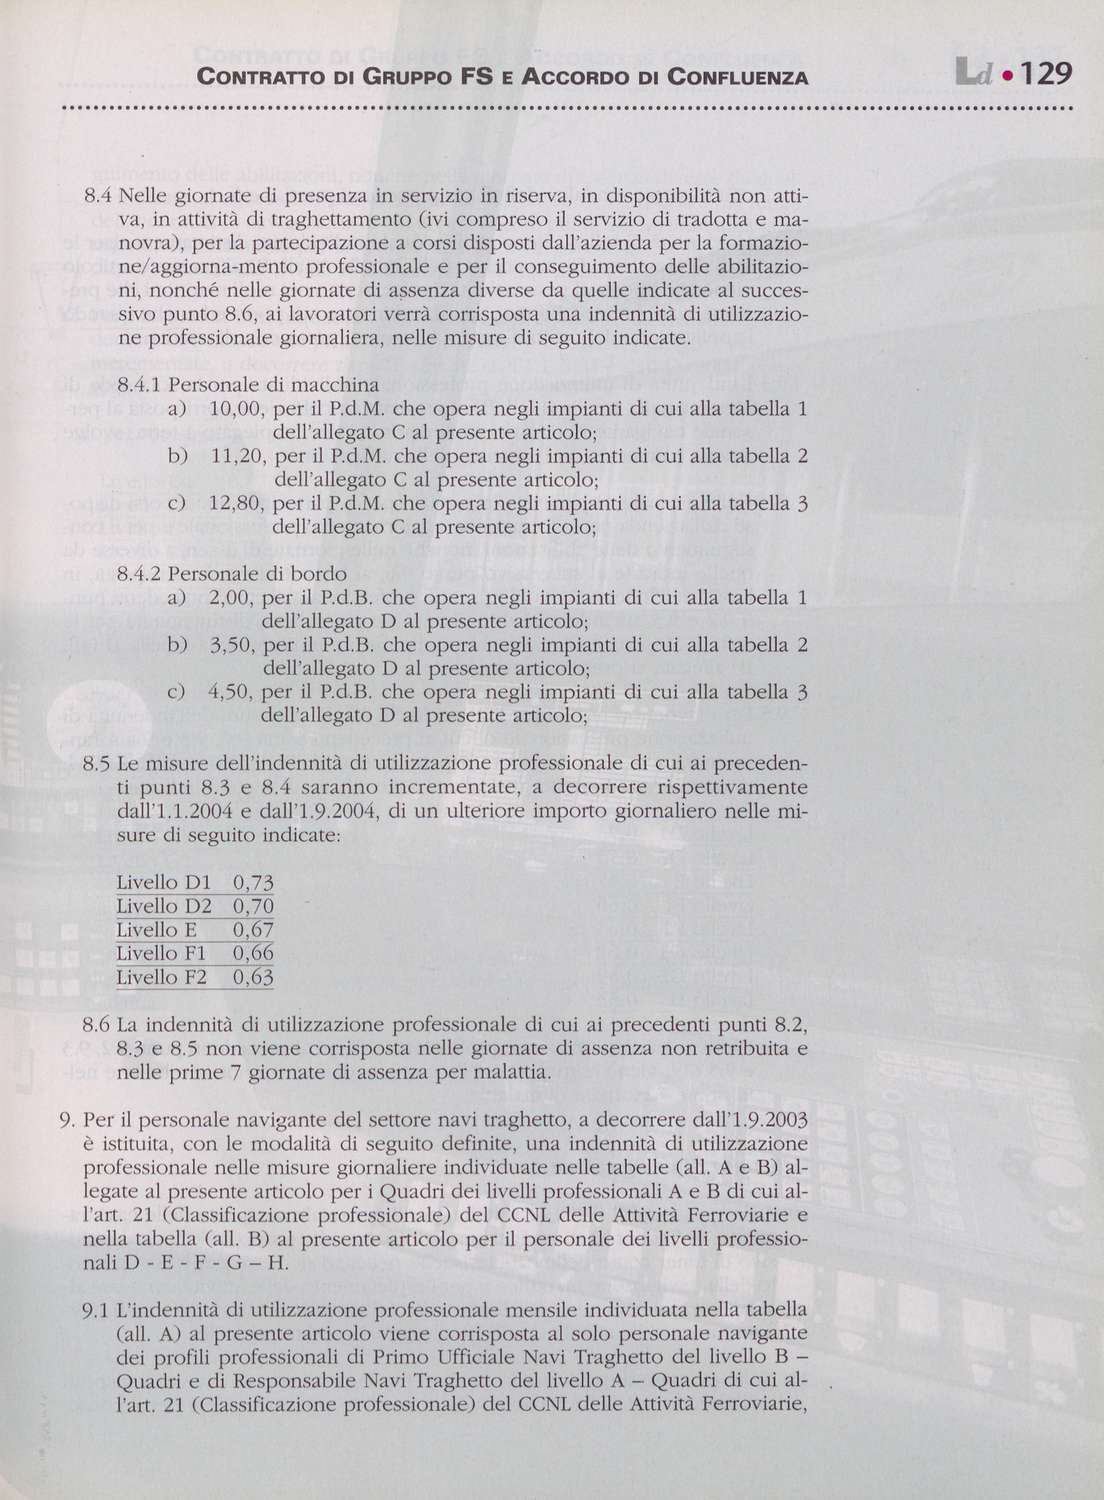 CONTRATTO DI GRUPPO FS E ACCORDO DI CONFLUENZA
Ld • 129
8.4 Nelle giornate di presenza in servizio in riserva, in disponibilità non atti-
va, in attività di traghettamento (ivi compreso il servizio di tradotta e ma-
novra), per la partecipazione a corsi disposti dall'azienda per la formazio-
ne/aggiorna-mento professionale e per il conseguimento delle abilitazio-
ni, nonché nelle giornate di assenza diverse da quelle indicate al succes-
sivo punto 8.6, ai lavoratori verrà corrisposta una indennità di utilizzazio-
ne professionale giornaliera, nelle misure di seguito indicate.
8.4.1 Personale di macchina
a) 10,00, per il P.d.M. che opera negli impianti di cui alla tabella 1
dell'allegato C al presente articolo;
b) 11,20, per il P.d.M. che opera negli impianti di cui alla tabella 2
dell'allegato C al presente articolo;
c) 12,80, per il P.d.M. che opera negli impianti di cui alla tabella 3
dell'allegato C al presente articolo;
8.4.2 Personale di bordo
a) 2,00, per il P.d.B. che opera negli impianti di cui alla tabella 1
dell'allegato D al presente articolo;
b) 3,50, per il P.d.B. che opera negli impianti di cui alla tabella 2
dell'allegato D al presente articolo;
c) 4,50, per il P.d.B. che opera negli impianti di cui alla tabella 3
dell'allegato D al presente articolo;
8.5 Le misure dell'indennità di utilizzazione professionale di cui ai preceden-
ti punti 8.3 e 8.4 saranno incrementate, a decorrere rispettivamente
dall'1.1.2004 e dall'1.9.2004, di un ulteriore importo giornaliero nelle mi-
sure di seguito indicate:
Livello D1 0,73
Livello D2 0,70
Livello E 0,67
Livello F1 0,66
Livello F2 0,63
8.6 La indennità di utilizzazione professionale di cui ai precedenti punti 8.2,
8.3 e 8.5 non viene corrisposta nelle giornate di assenza non retribuita e
nelle prime 7 giornate di assenza per malattia.
9. Per il personale navigante del settore navi traghetto, a decorrere dall'1.9.2003
è istituita, con le modalità di seguito definite, una indennità di utilizzazione
professionale nelle misure giornaliere individuate nelle tabelle (all. A e B) al-
legate al presente articolo per i Quadri dei livelli professionali A e B di cui al-
l'art. 21 (Classificazione professionale) del CCNL delle Attività Ferroviarie e
nella tabella (all. B) al presente articolo per il personale dei livelli professio-
nali D - E - F - G – H.
9.1 L'indennità di utilizzazione professionale mensile individuata nella tabella
(all. A) al presente articolo viene corrisposta al solo personale navigante
dei profili professionali di Primo Ufficiale Navi Traghetto del livello B –
Quadri e di Responsabile Navi Traghetto del livello A – Quadri di cui al-
l'art. 21 (Classificazione professionale) del CCNL delle Attività Ferroviarie,